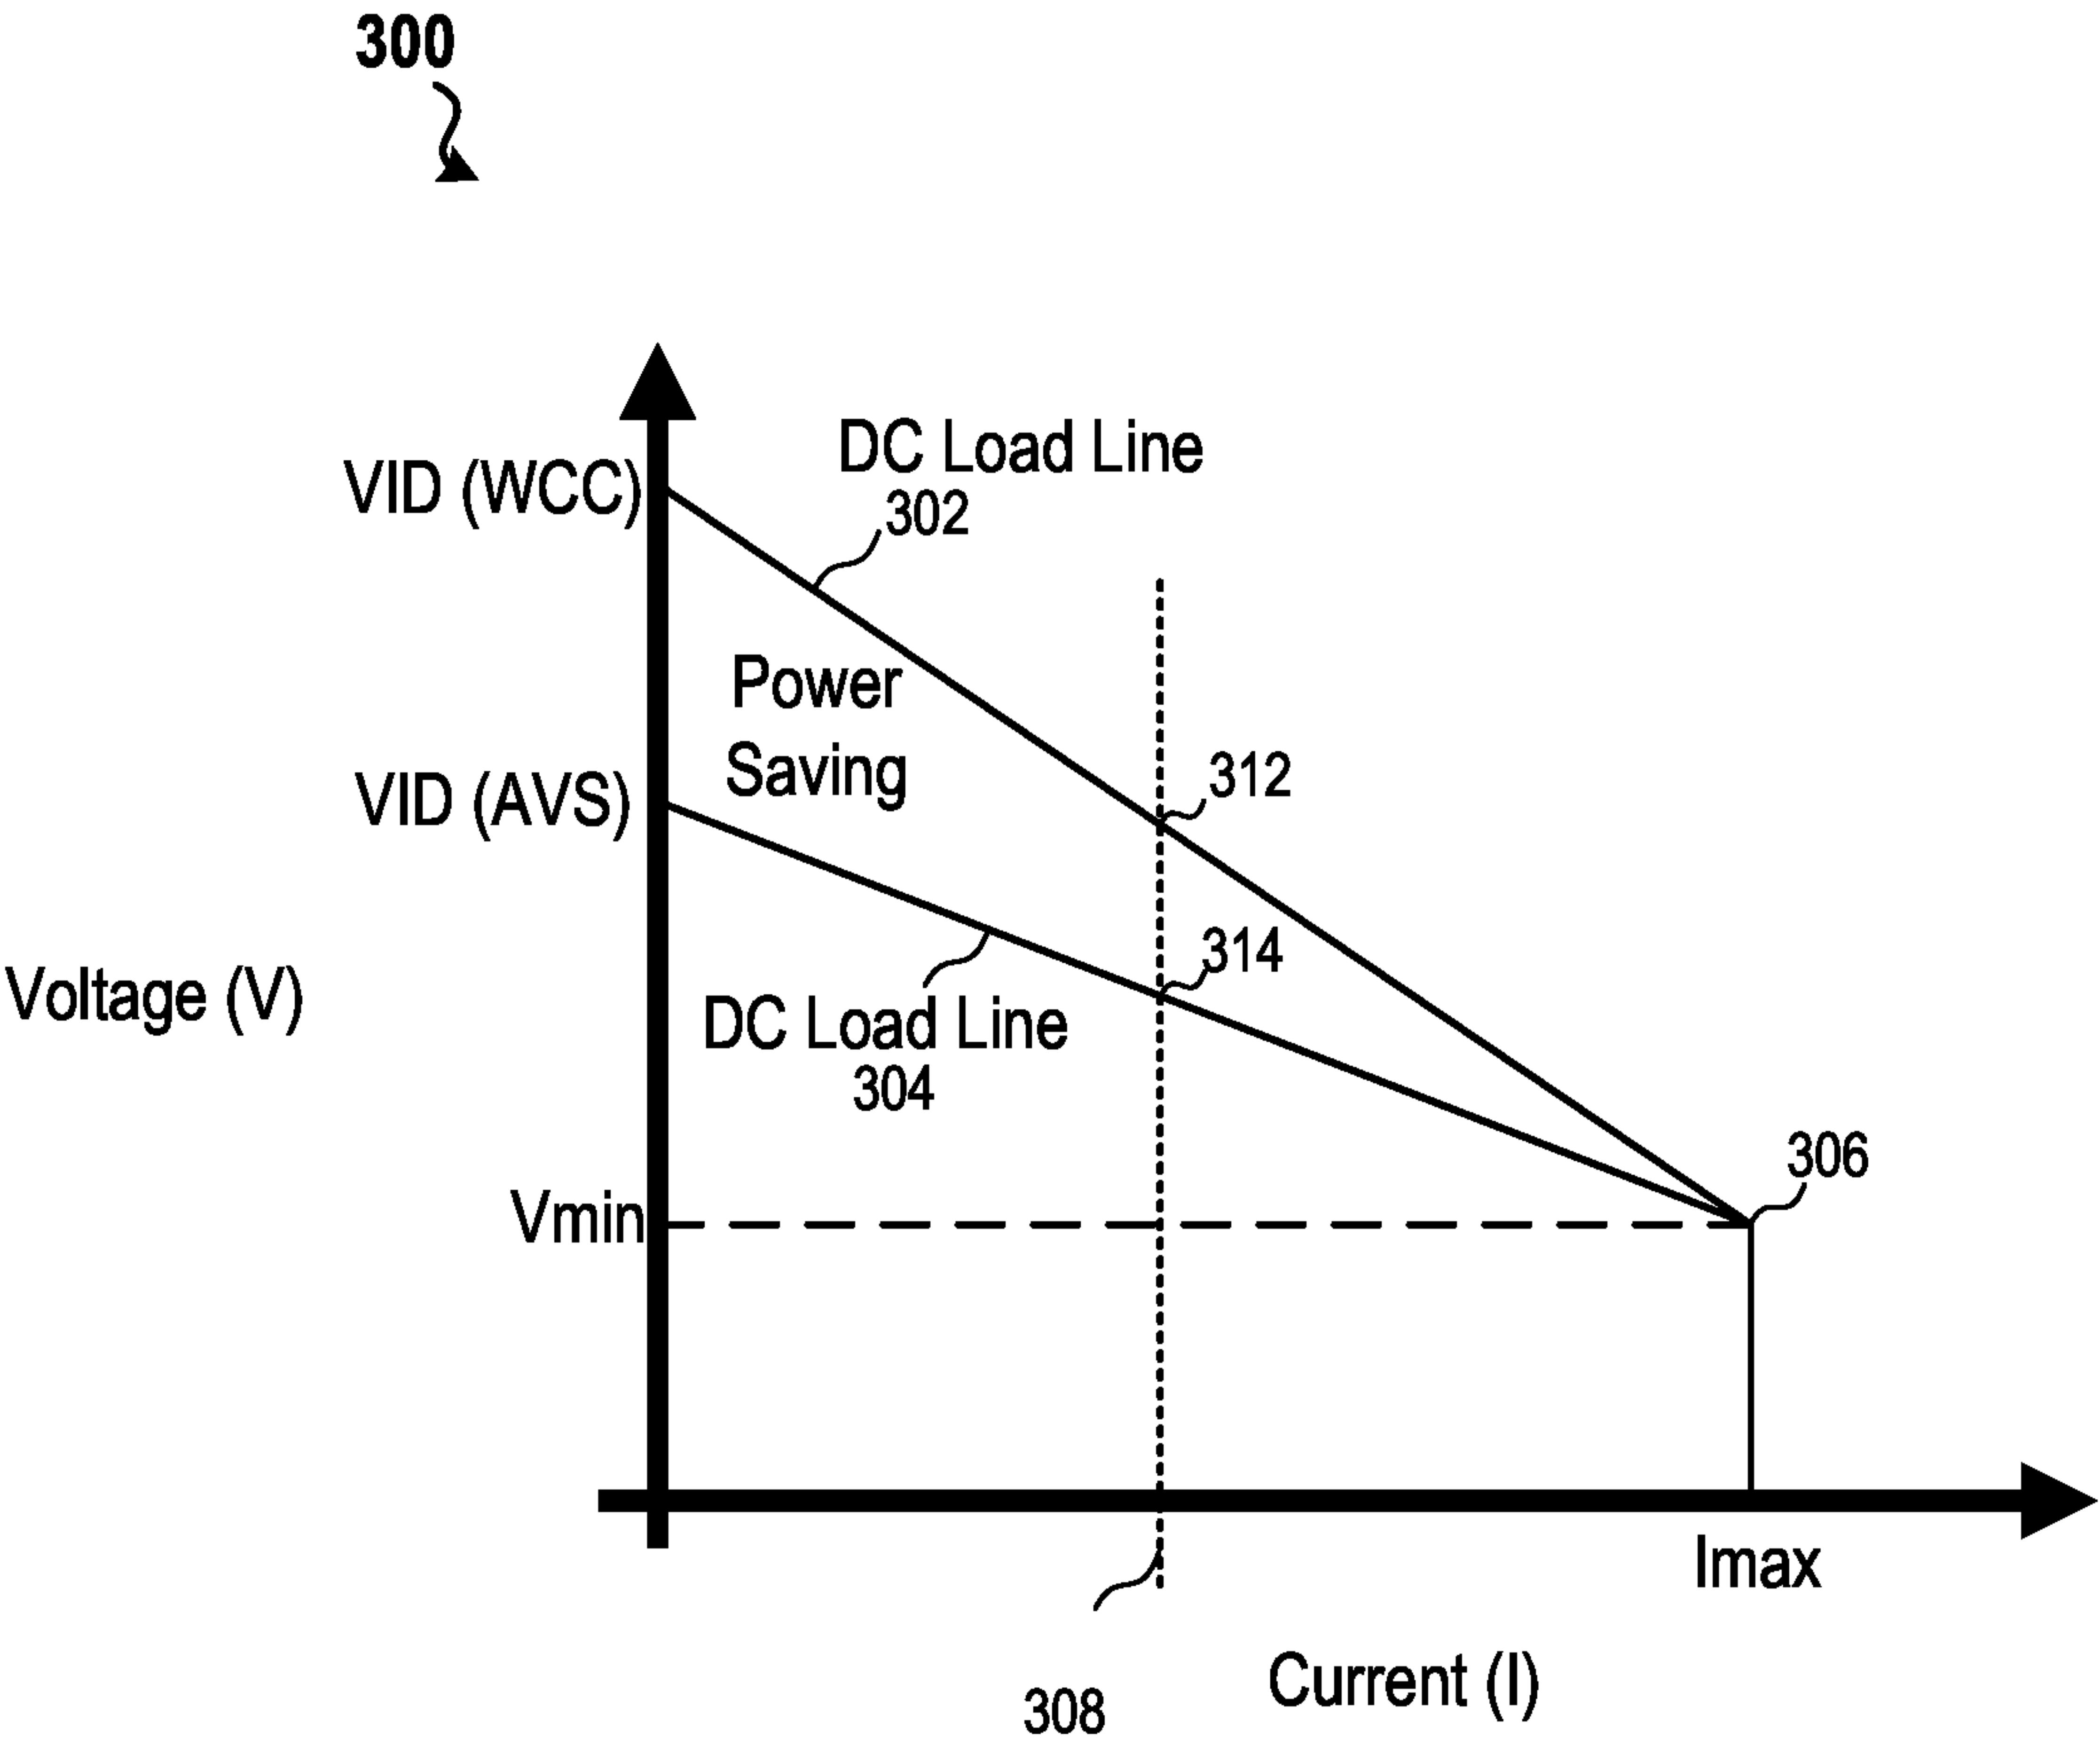 300
DC Load Line
302
VID (WCC)
Power
Saving
312
VID (AVS)
314
Voltage (V)
DC Load Line
304
306
Vmin
Imax
Current (I)
308